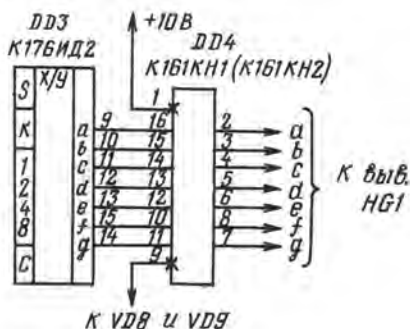 DD3
К176ИД2
+10В
DD4
К161КН1 (К161КН2)
X/Y
S
К
1
2
4
8
С
a 9 16 2 a
b 10 15 3 b
c 11 14 4 c
d 12 13 5 d
e 13 12 6 e
f 15 10 8 f
g 14 11 7 g
1
9
К выв.
HG1
К VD8 и VD9